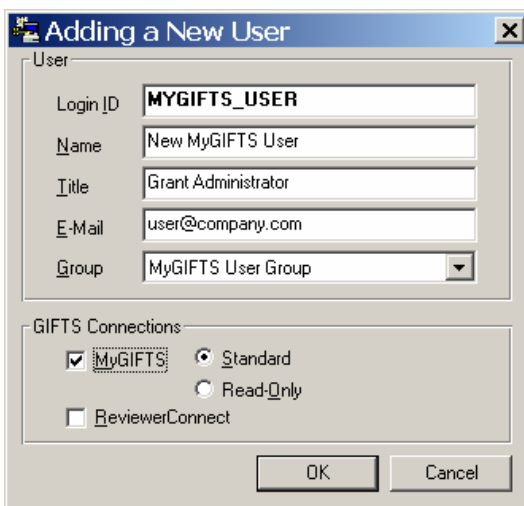 Adding a New User
User
Login ID MYGIFTS_USER
Name New MyGIFTS User
Title Grant Administrator
E-Mail user@company.com
Group MyGIFTS User Group
GIFTS Connections
MyGIFTS Standard
Read-Only
ReviewerConnect
OK Cancel